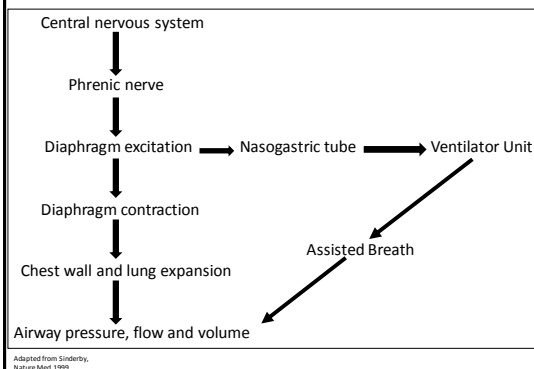 Central nervous system
Phrenic nerve
Diaphragm excitation
Nasogastric tube
Ventilator Unit
Diaphragm contraction
Assisted Breath
Chest wall and lung expansion
Airway pressure, flow and volume
Adapted from Sinderby,
Nature Med 1999